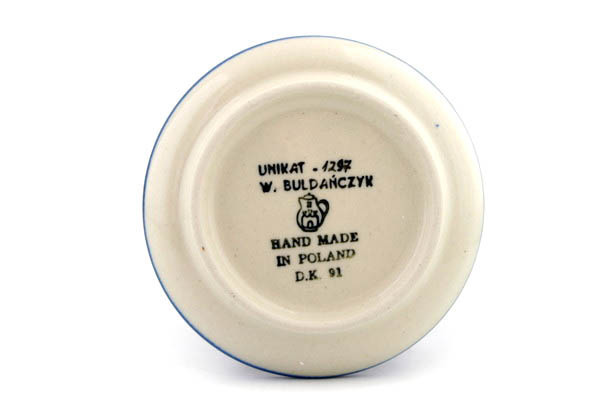 UNIKAT - 1297
W. BULDAŃCZYK
HAND MADE
IN POLAND
D.K. 91